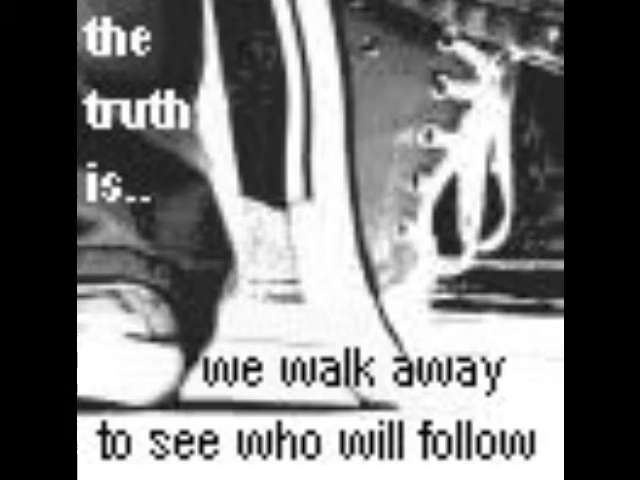 the
truth
is..
we walk away
to see who will follow